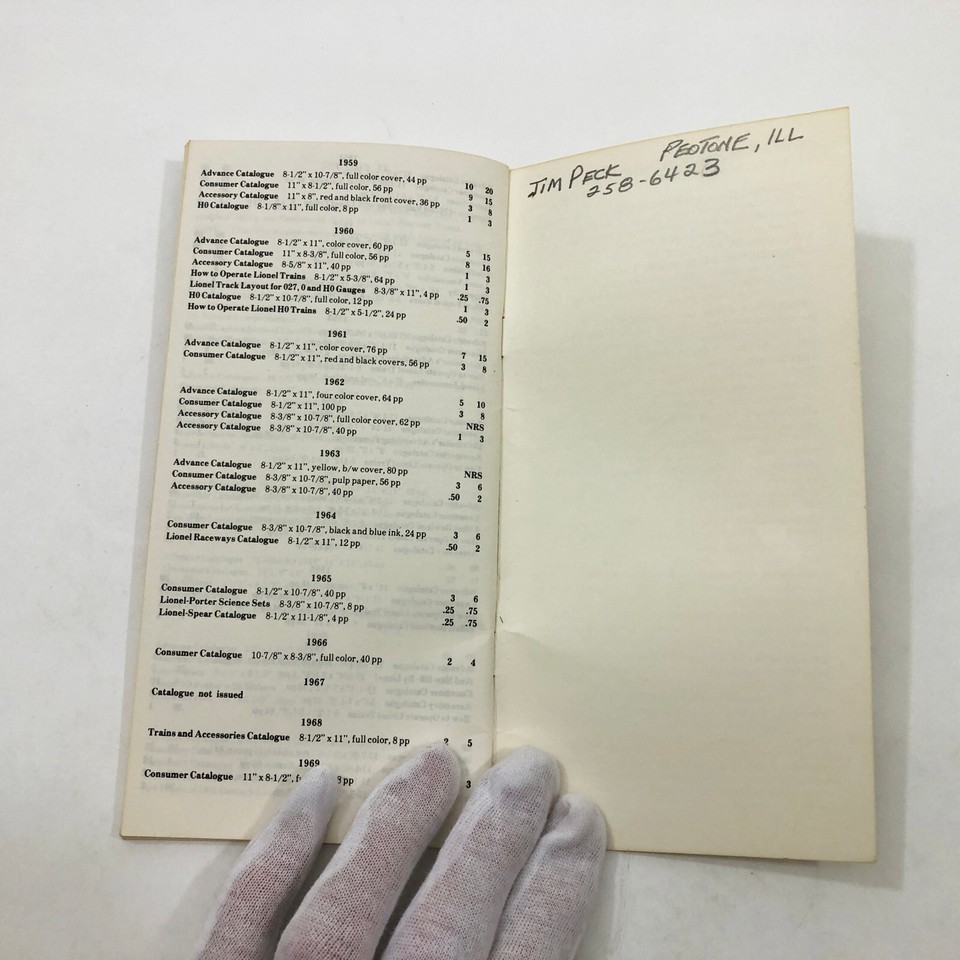 1959
Advance Catalogue 8-1/2" x 10-7/8", full color cover, 44 pp 10 20
Consumer Catalogue 11" x 8-1/2", full color, 56 pp 9 15
Accessory Catalogue 11" x 8", red and black front cover, 36 pp 3 8
H0 Catalogue 8-1/8" x 11", full color, 8 pp 1 3
1960
Advance Catalogue 8-1/2" x 11", color cover, 60 pp 5 15
Consumer Catalogue 11" x 8-3/8", full color, 56 pp 8 16
Accessory Catalogue 8-5/8" x 11", 40 pp 1 3
How to Operate Lionel Trains 8-1/2" x 5-3/8", 64 pp 1 3
Lionel Track Layout for 027, 0 and H0 Gauges 8-3/8" x 11", 4 pp .25 .75
H0 Catalogue 8-1/2" x 10-7/8", full color, 12 pp 1 3
How to Operate Lionel H0 Trains 8-1/2" x 5-1/2", 24 pp .50 2
1961
Advance Catalogue 8-1/2" x 11", color cover, 76 pp 7 15
Consumer Catalogue 8-1/2" x 11", red and black covers, 56 pp 3 8
1962
Advance Catalogue 8-1/2" x 11", four color cover, 64 pp 5 10
Consumer Catalogue 8-1/2" x 11", 100 pp 3 8
Accessory Catalogue 8-3/8" x 10-7/8", full color cover, 62 pp NRS
Accessory Catalogue 8-3/8" x 10-7/8", 40 pp 1 3
1963
Advance Catalogue 8-1/2" x 11", yellow, b/w cover, 80 pp NRS
Consumer Catalogue 8-3/8" x 10-7/8", pulp paper, 56 pp 3 6
Accessory Catalogue 8-3/8" x 10-7/8", 40 pp .50 2
1964
Consumer Catalogue 8-3/8" x 10-7/8", black and blue ink, 24 pp 3 6
Lionel Raceways Catalogue 8-1/2" x 11", 12 pp .50 2
1965
Consumer Catalogue 8-1/2" x 10-7/8", 40 pp 3 6
Lionel-Porter Science Sets 8-3/8" x 10-7/8", 8 pp .25 .75
Lionel-Spear Catalogue 8-1/2' x 11-1/8", 4 pp .25 .75
1966
Consumer Catalogue 10-7/8" x 8-3/8", full color, 40 pp 2 4
1967
Catalogue not issued
1968
Trains and Accessories Catalogue 8-1/2" x 11", full color, 8 pp 5
1969
Consumer Catalogue 11" x 8-1/2", pp 3
JIM PECK PEOTONE, ILL
258-6423